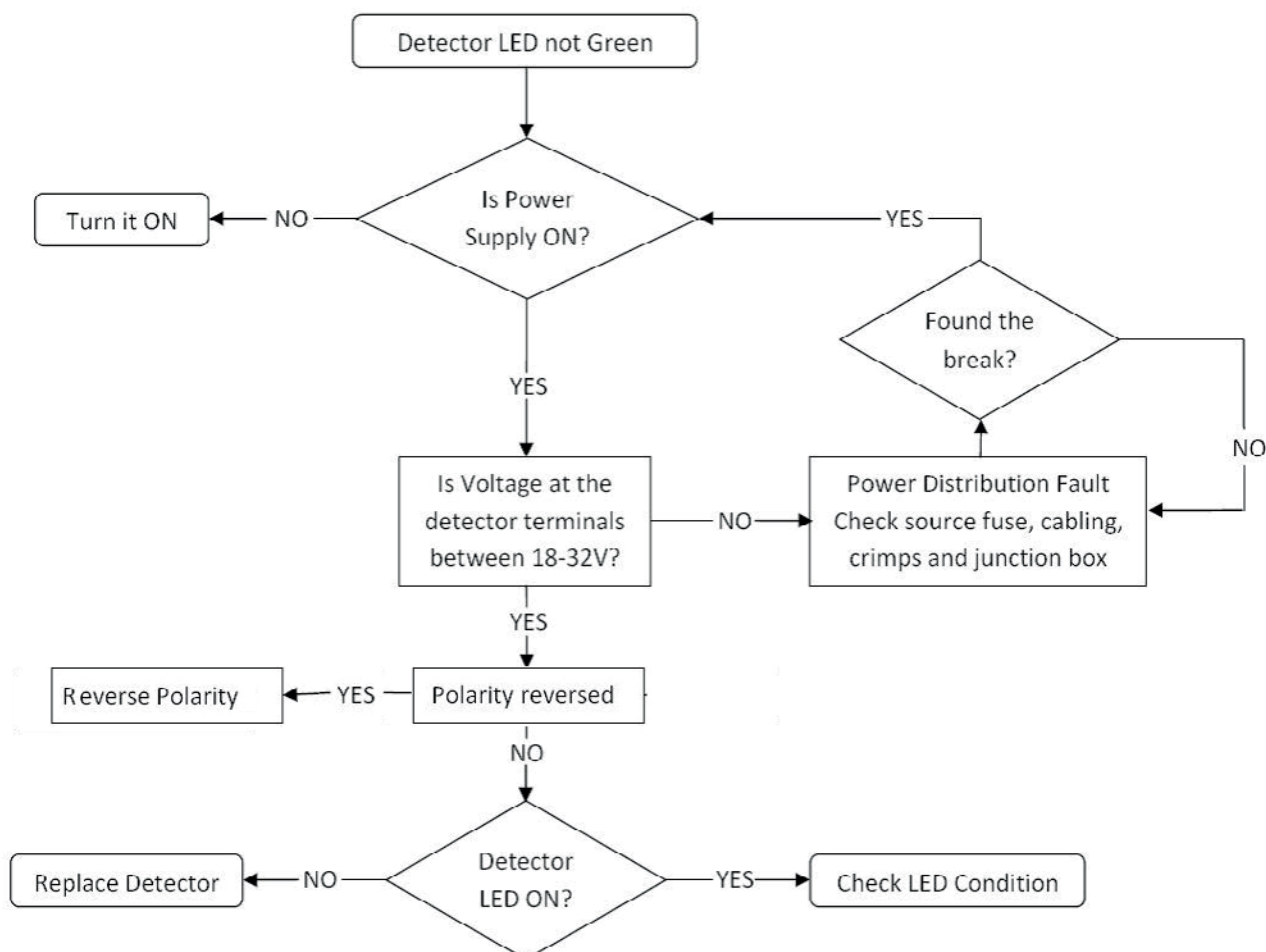 Detector LED not Green
Is Power
Supply ON?
NO
Turn it ON
YES
Found the
break?
YES
NO
Is Voltage at the
detector terminals
between 18-32V?
NO
Power Distribution Fault
Check source fuse, cabling,
crimps and junction box
YES
Reverse Polarity
YES
Polarity reversed
NO
Replace Detector
NO
Detector
LED ON?
YES
Check LED Condition